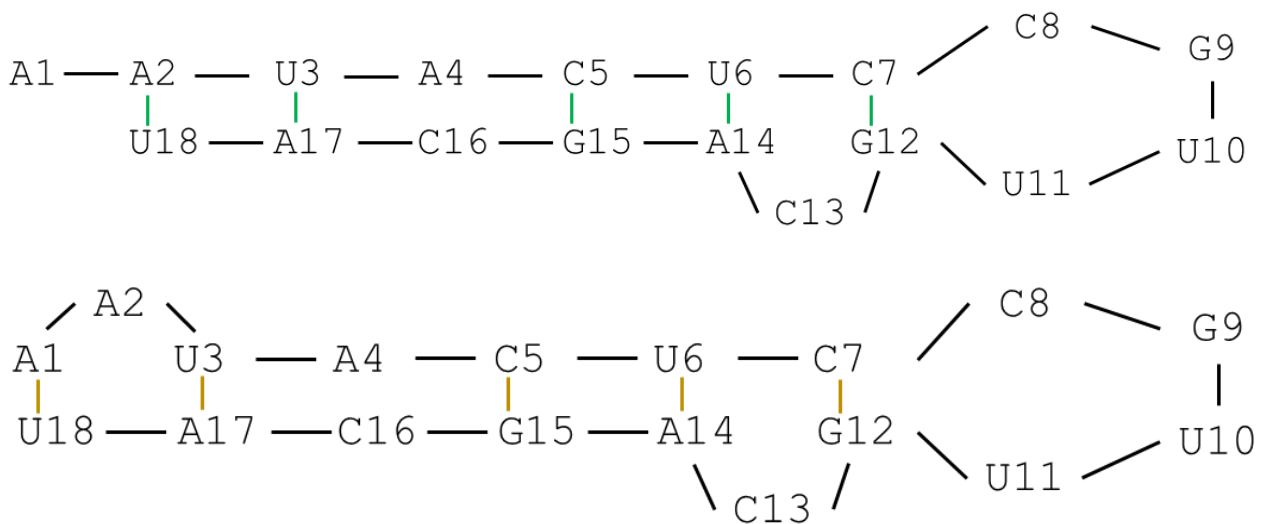 C8
G9
A1 A2 U3 A4 C5 U6 C7
U18 A17 C16 G15 A14 G12
U10
U11
C13
A2
C8
G9
A1 U3 A4 C5 U6 C7
U18 A17 C16 G15 A14 G12
U10
U11
C13